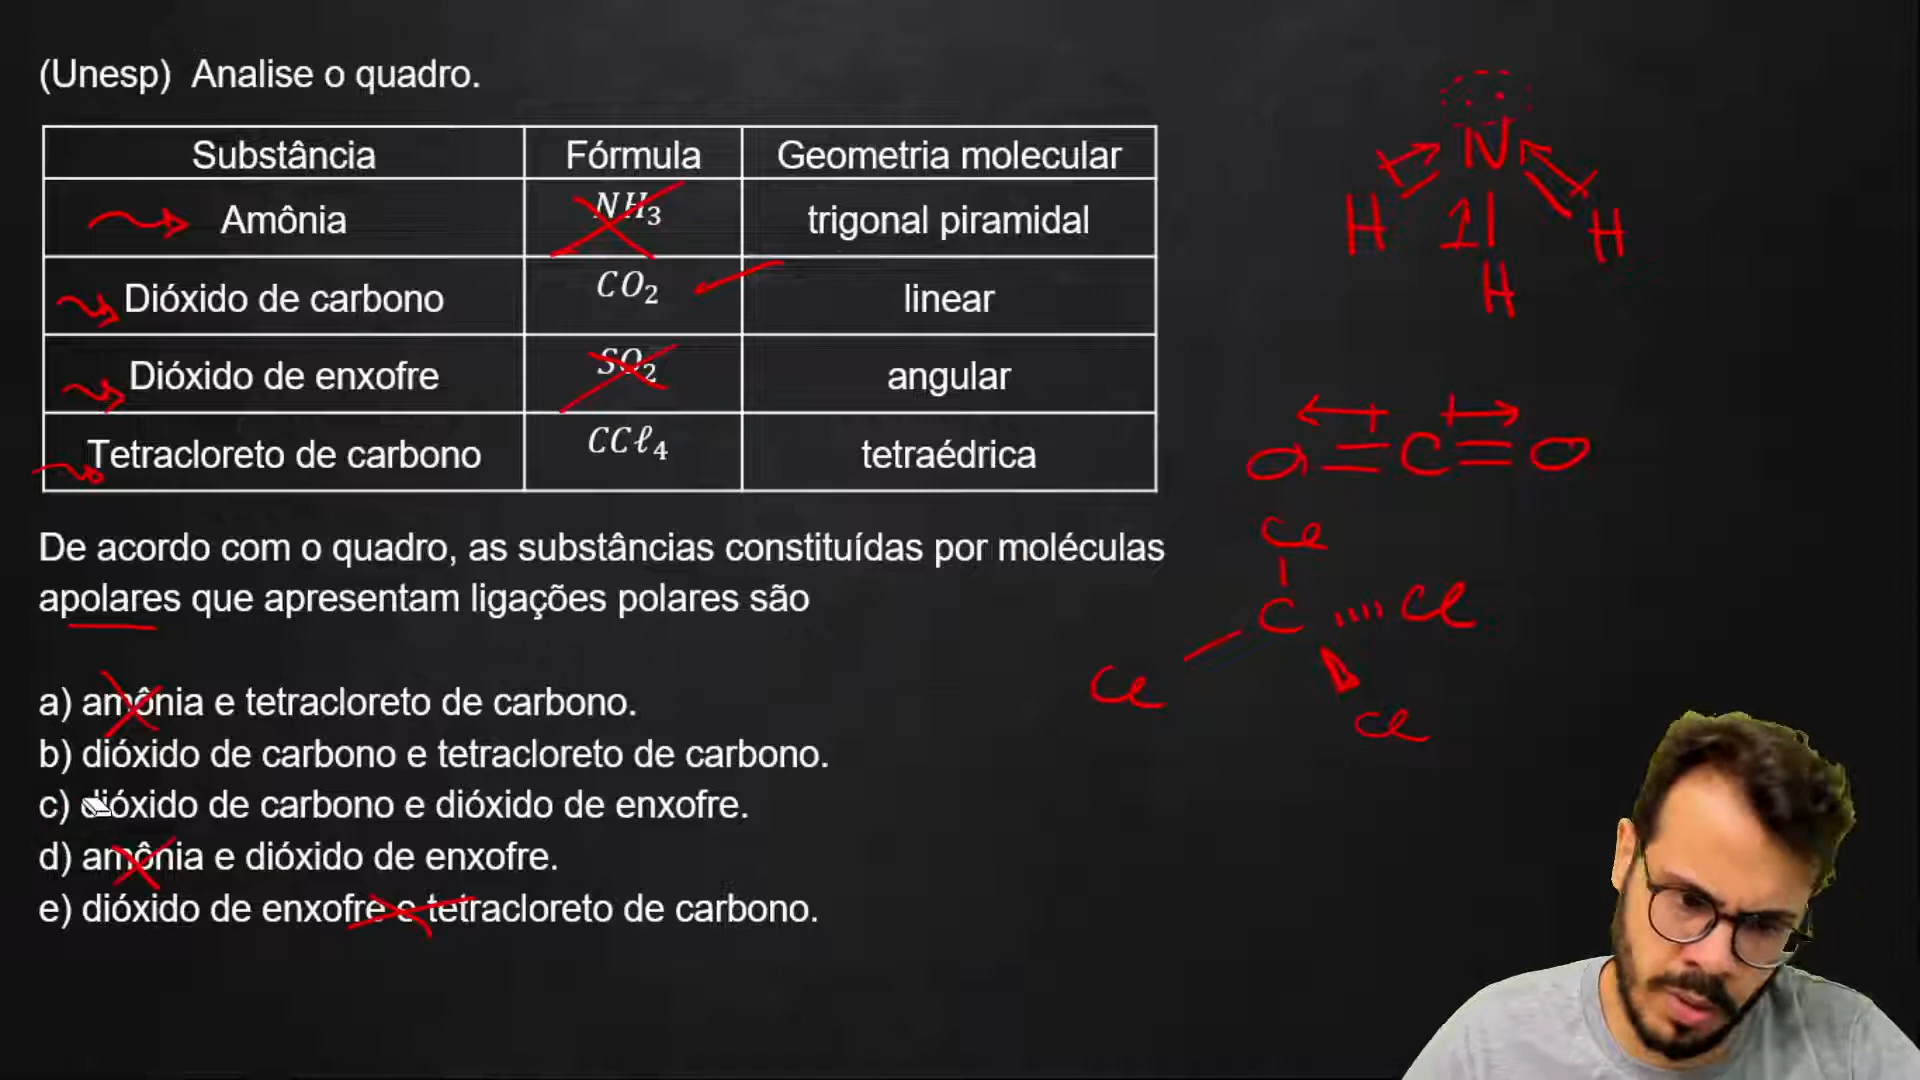 (Unesp) Analise o quadro.
Substância Fórmula Geometria molecular
Amônia NH₃ trigonal piramidal
Dióxido de carbono CO₂ linear
Dióxido de enxofre SO₂ angular
Tetracloreto de carbono CCℓ₄ tetraédrica
De acordo com o quadro, as substâncias constituídas por moléculas
apolares que apresentam ligações polares são
a) amônia e tetracloreto de carbono.
b) dióxido de carbono e tetracloreto de carbono.
c) dióxido de carbono e dióxido de enxofre.
d) amônia e dióxido de enxofre.
e) dióxido de enxofre e tetracloreto de carbono.
N
H H
H
O=C=O
Cl
C Cl
Cl
Cl